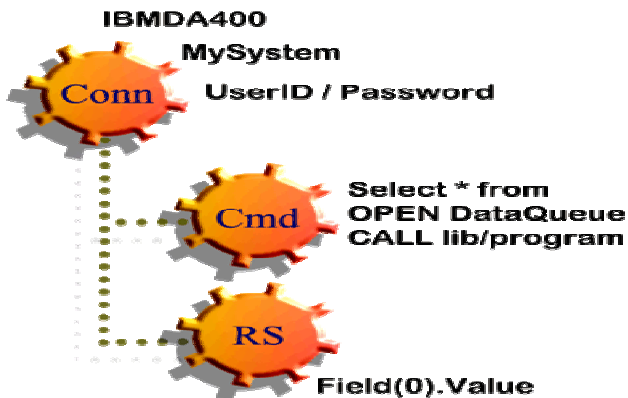 IBMDA400
MySystem
Conn
UserID / Password
Cmd
Select * from
OPEN DataQueue
CALL lib/program
RS
Field(0).Value